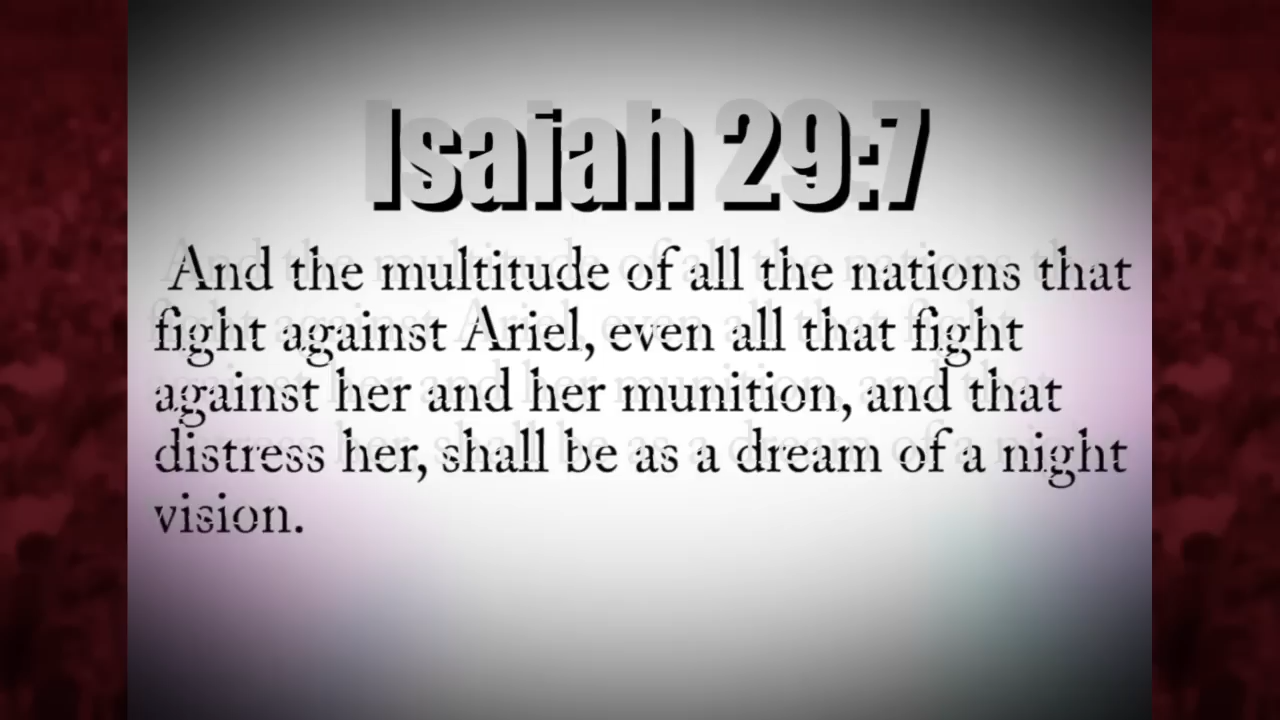 Isaiah 29:7
And the multitude of all the nations that
fight against Ariel, even all that fight
against her and her munition, and that
distress her, shall be as a dream of a night
vision.